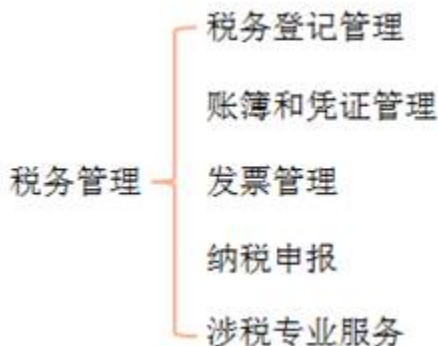 税务管理
税务登记管理
账簿和凭证管理
发票管理
纳税申报
涉税专业服务